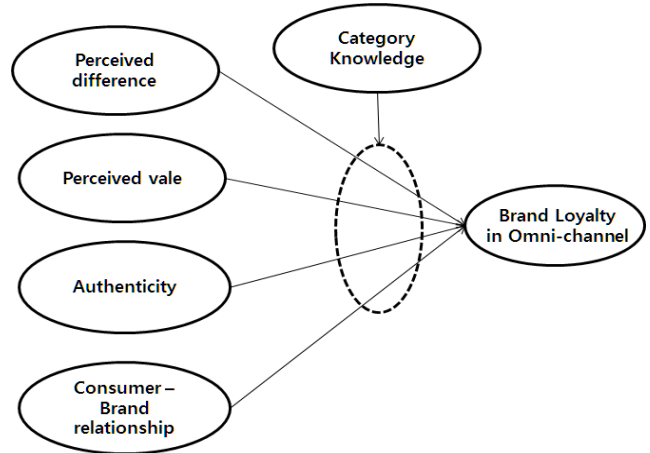 Perceived
difference
Category
Knowledge
Perceived vale
Brand Loyalty
in Omni-channel
Authenticity
Consumer –
Brand
relationship